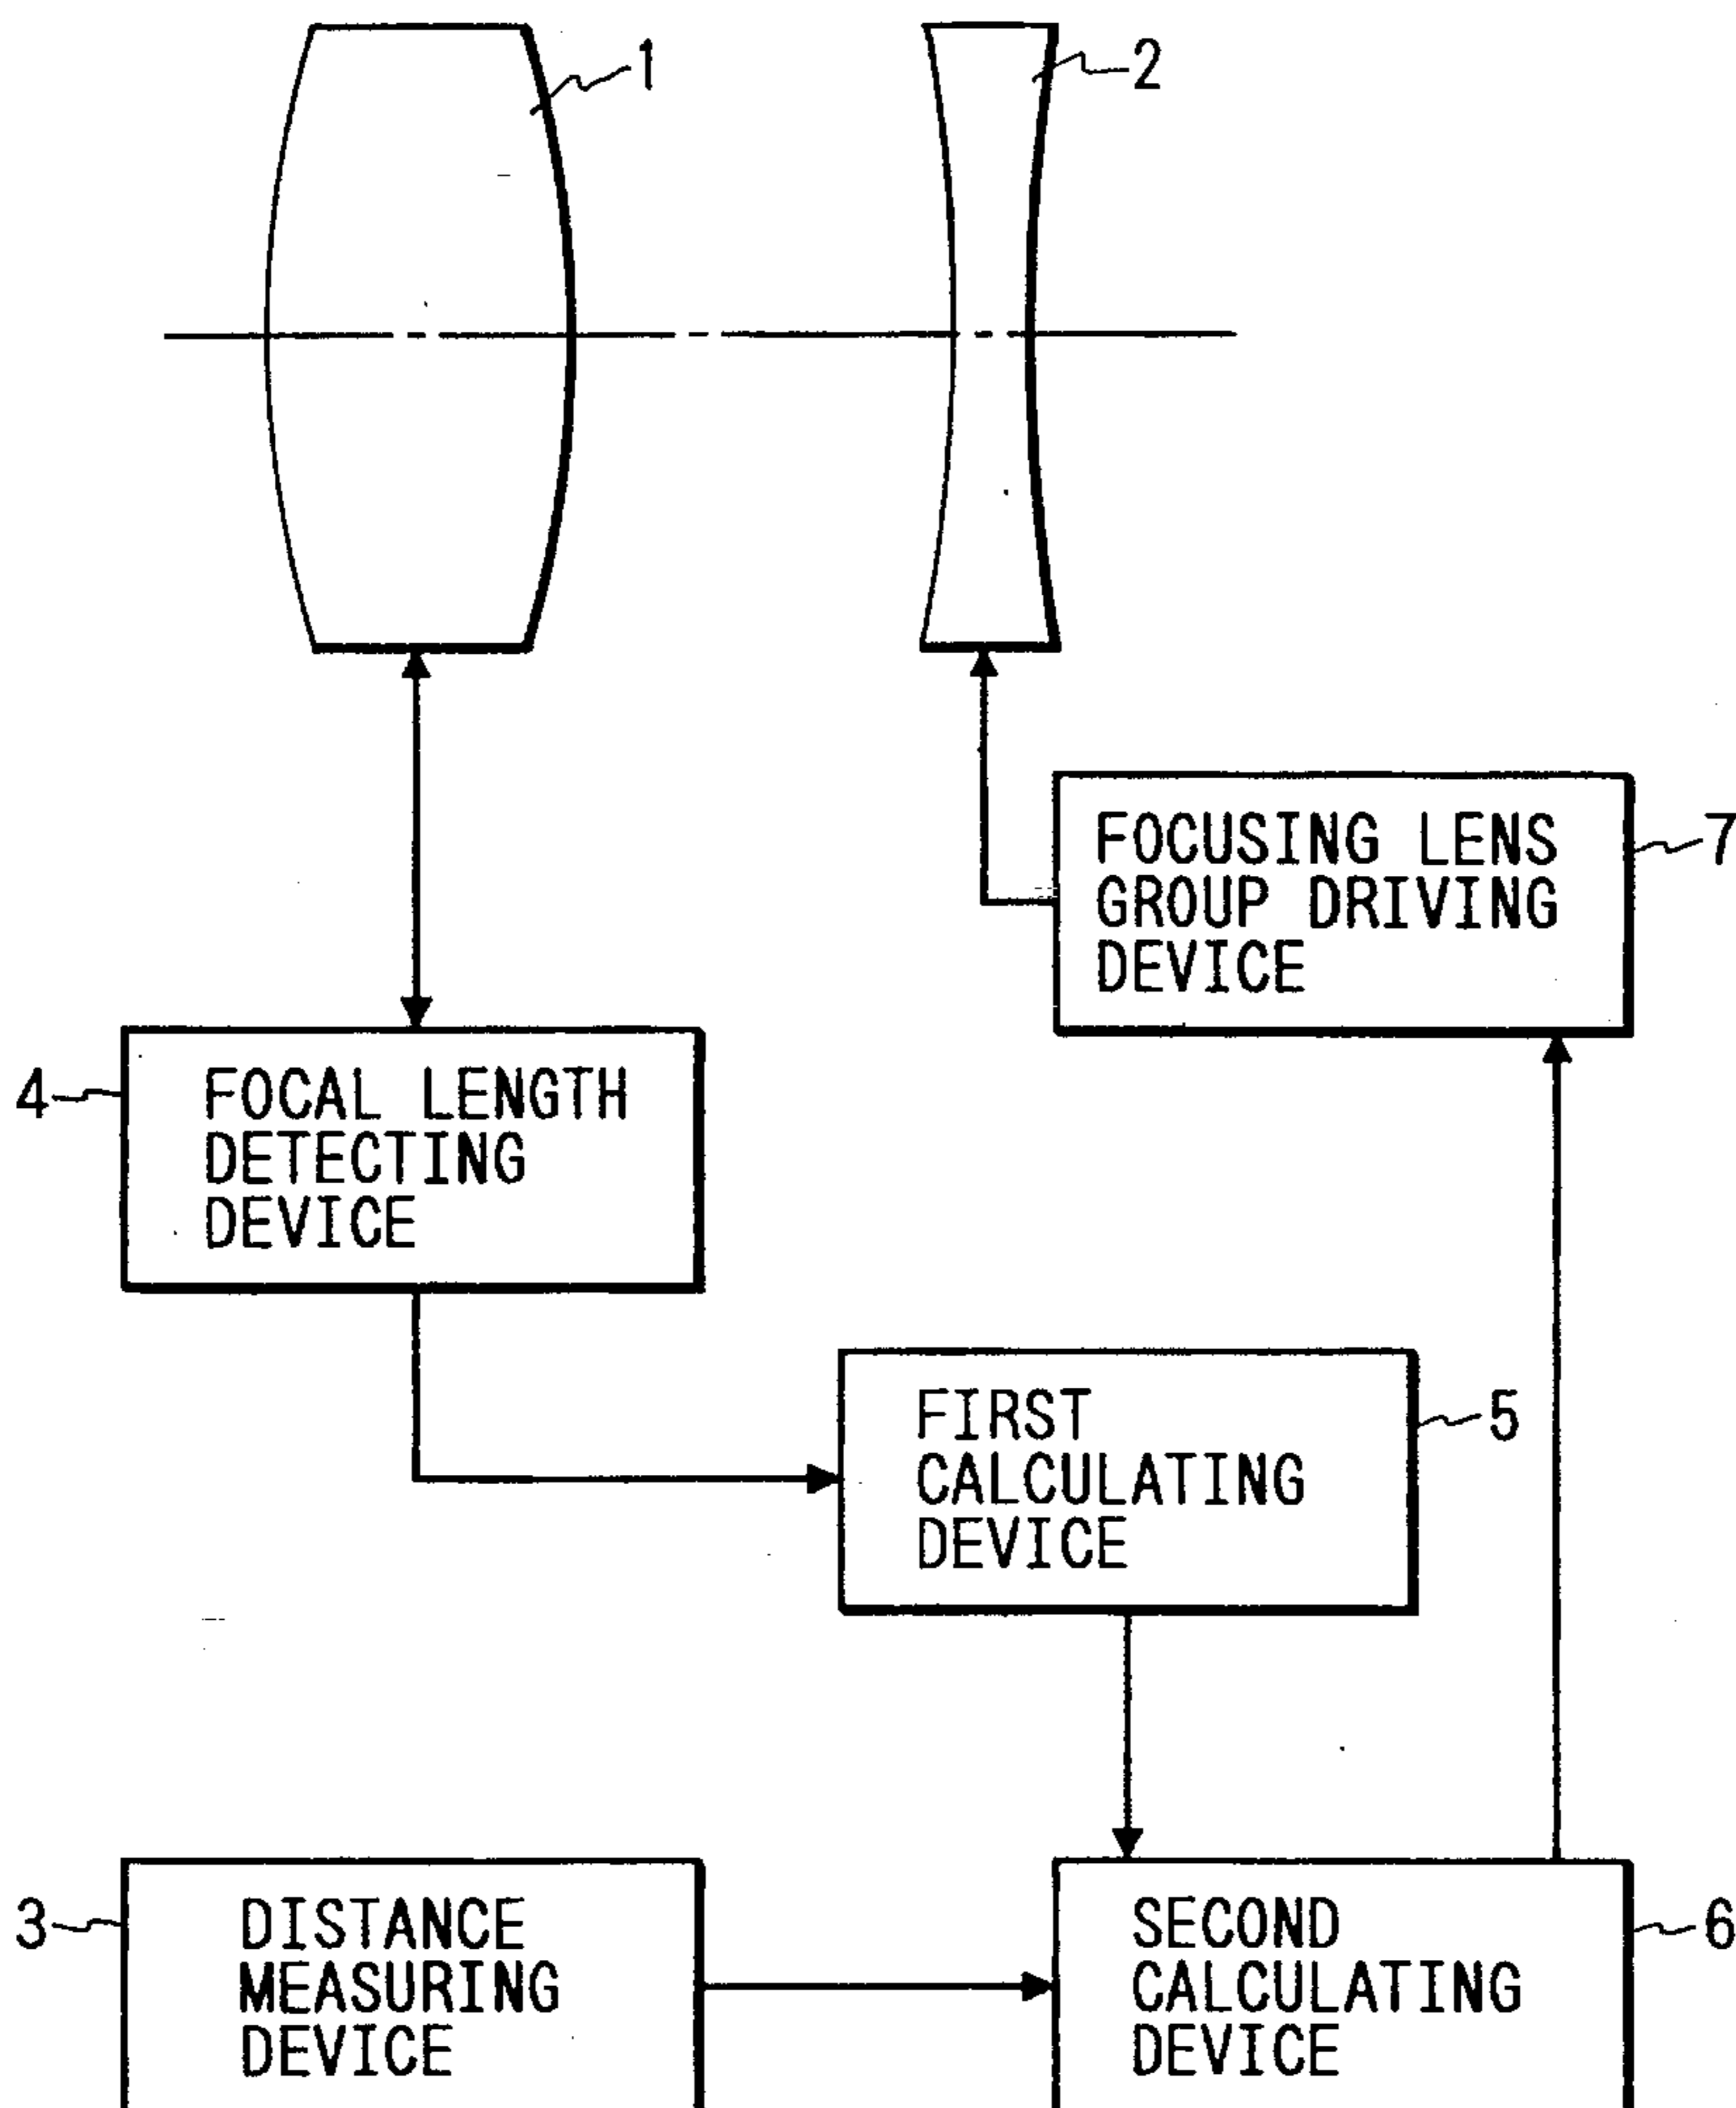 1
2
FOCUSING LENS
GROUP DRIVING
DEVICE
7
4
FOCAL LENGTH
DETECTING
DEVICE
FIRST
CALCULATING
DEVICE
5
3
DISTANCE
MEASURING
DEVICE
SECOND
CALCULATING
DEVICE
6